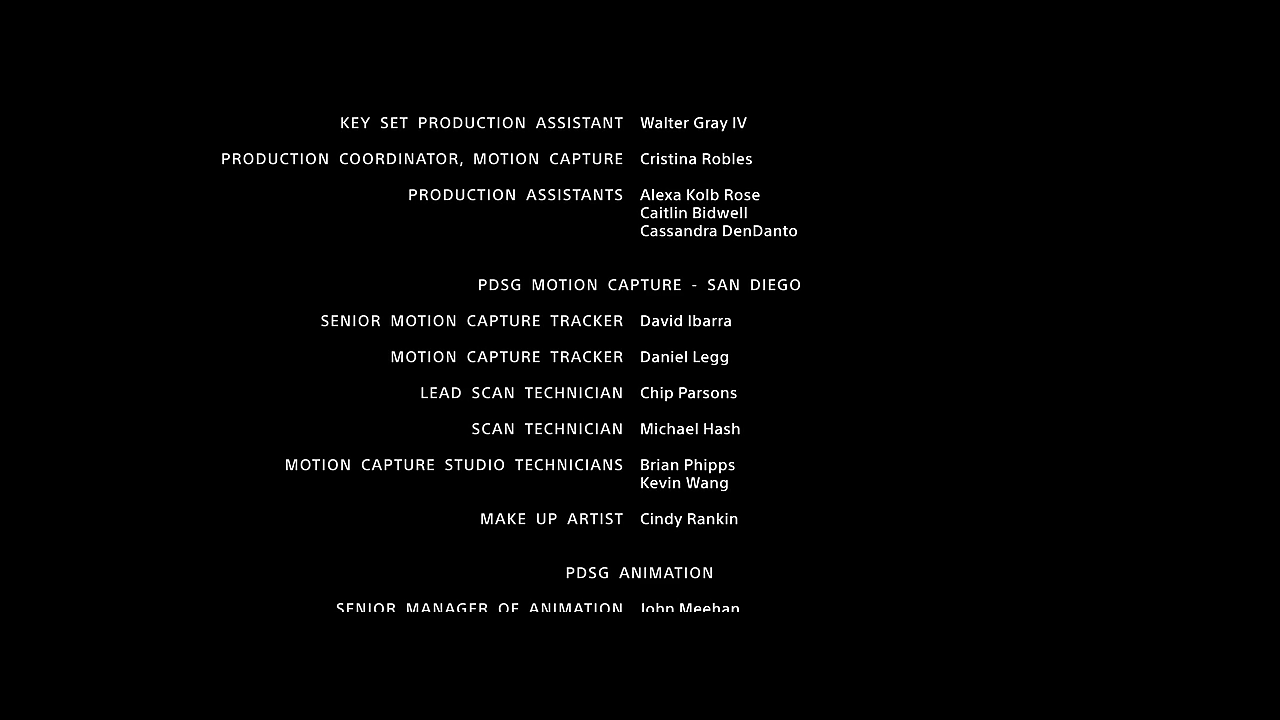 KEY SET PRODUCTION ASSISTANT Walter Gray IV
PRODUCTION COORDINATOR, MOTION CAPTURE Cristina Robles
PRODUCTION ASSISTANTS Alexa Kolb Rose
Caitlin Bidwell
Cassandra DenDanto
PDSG MOTION CAPTURE - SAN DIEGO
SENIOR MOTION CAPTURE TRACKER David Ibarra
MOTION CAPTURE TRACKER Daniel Legg
LEAD SCAN TECHNICIAN Chip Parsons
SCAN TECHNICIAN Michael Hash
MOTION CAPTURE STUDIO TECHNICIANS Brian Phipps
Kevin Wang
MAKE UP ARTIST Cindy Rankin
PDSG ANIMATION
SENIOR MANAGER OF ANIMATION John Meehan